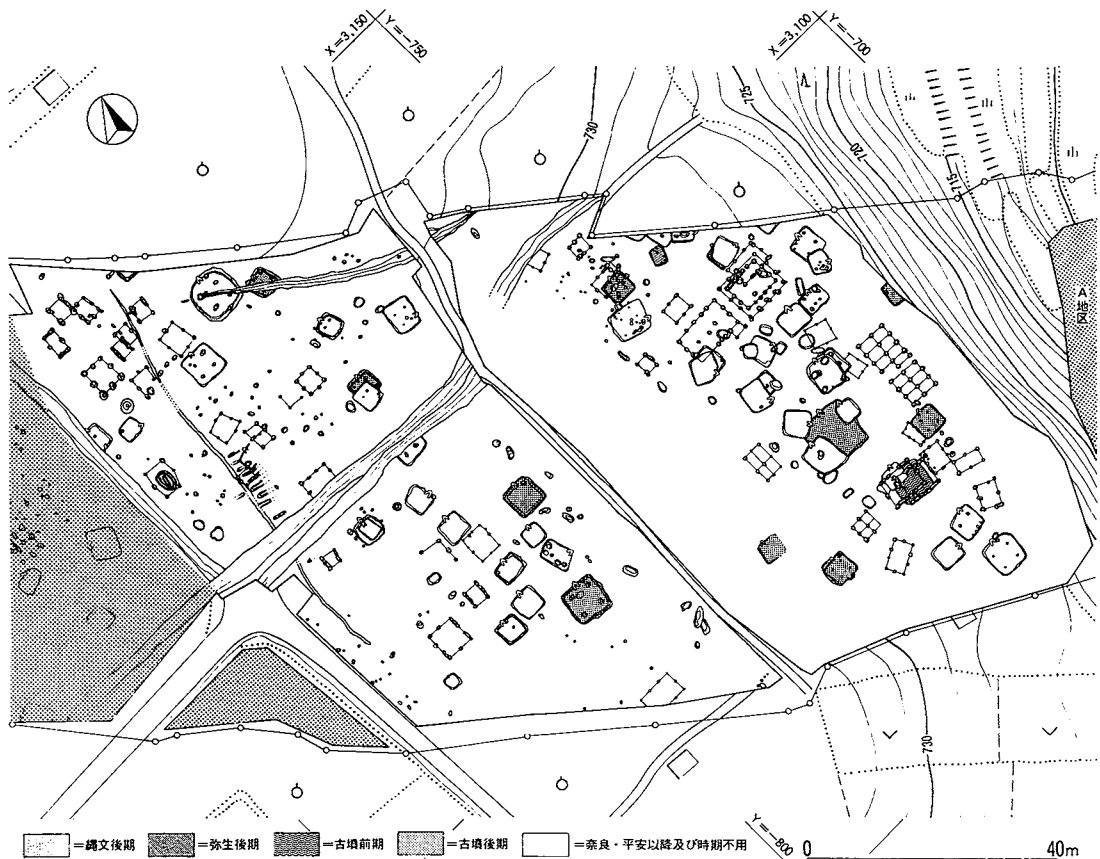 X=3,150
Y=-750
X=3,100
Y=-700
725
730
720
715
A地区
730
=縄文後期
=弥生後期
=古墳前期
=古墳後期
=奈良・平安以降及び時期不用
Y=-800
0
40m